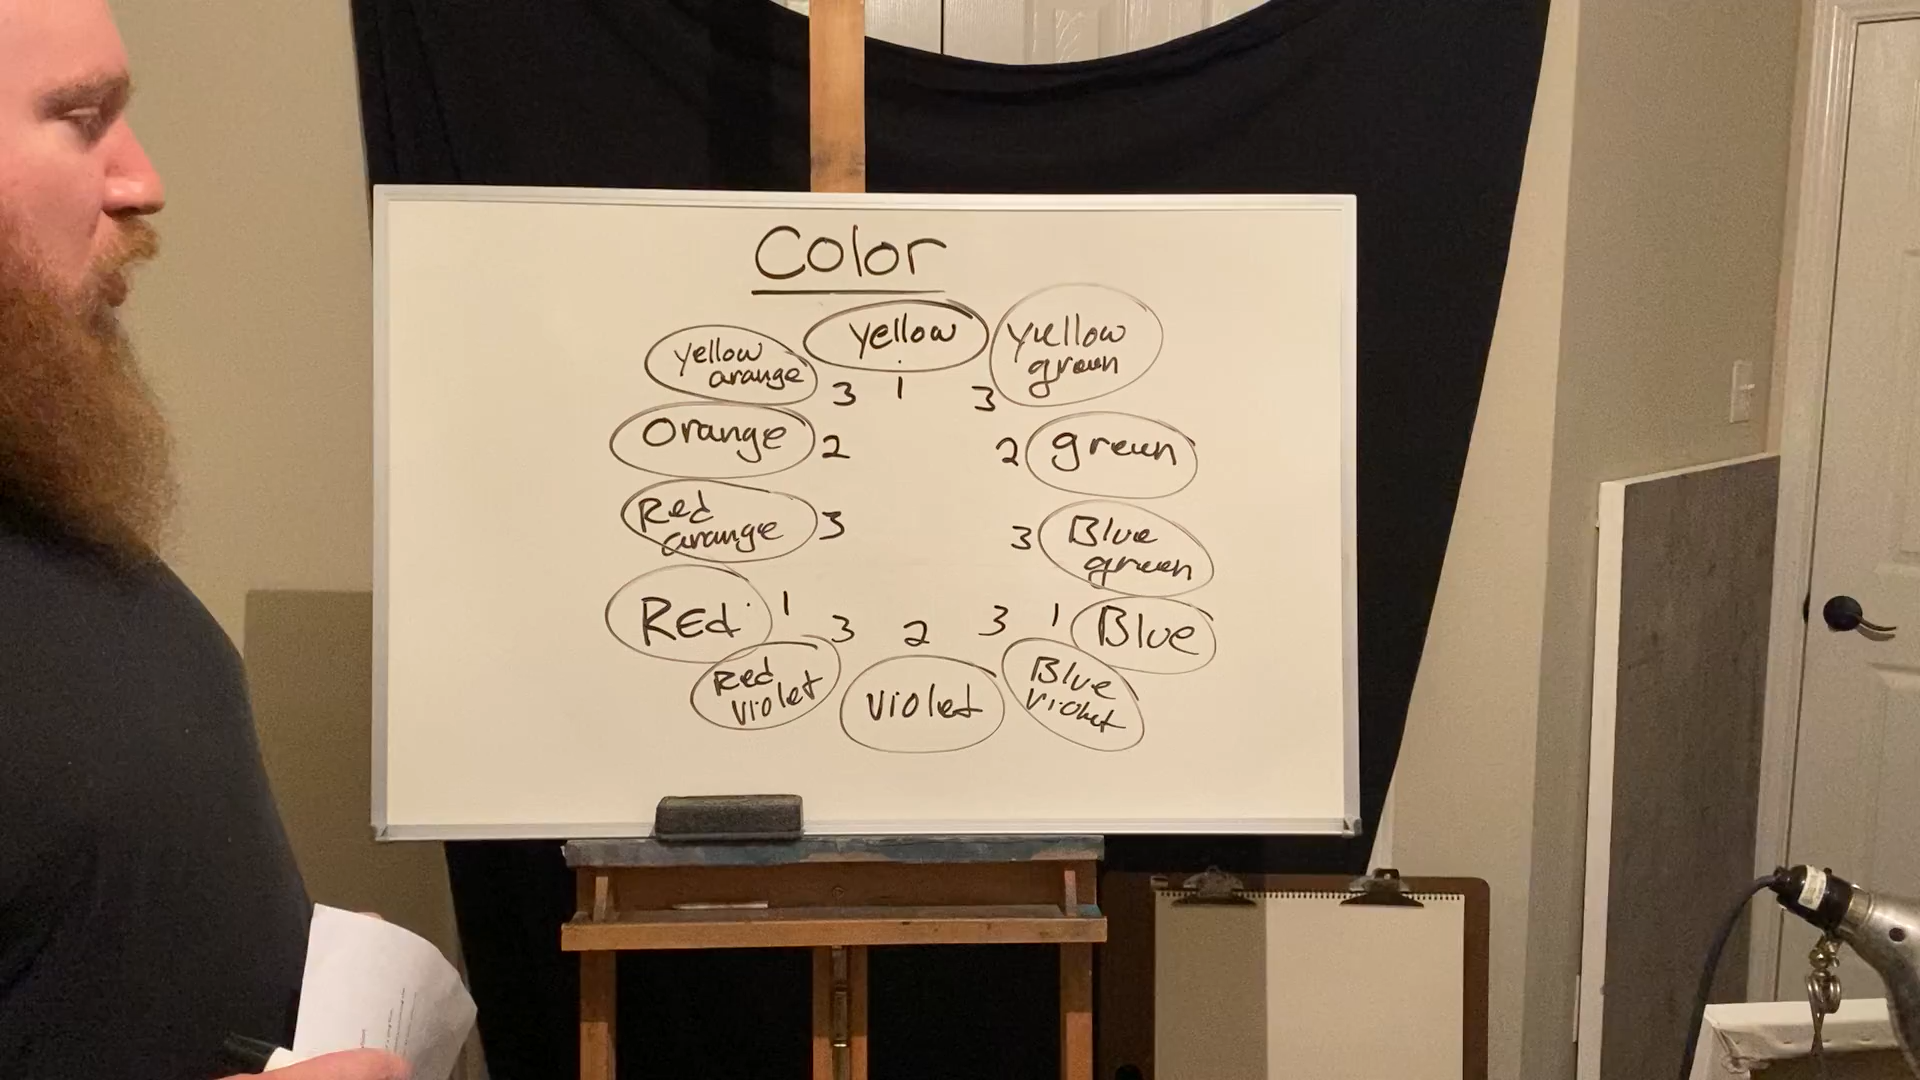 Color
yellow
yellow
orange
yellow
green
3
1
3
Orange
2
2
green
Red
orange
3
3
Blue
green
REd
1
3
2
3
1
Blue
Red
violet
violet
Blue
violet